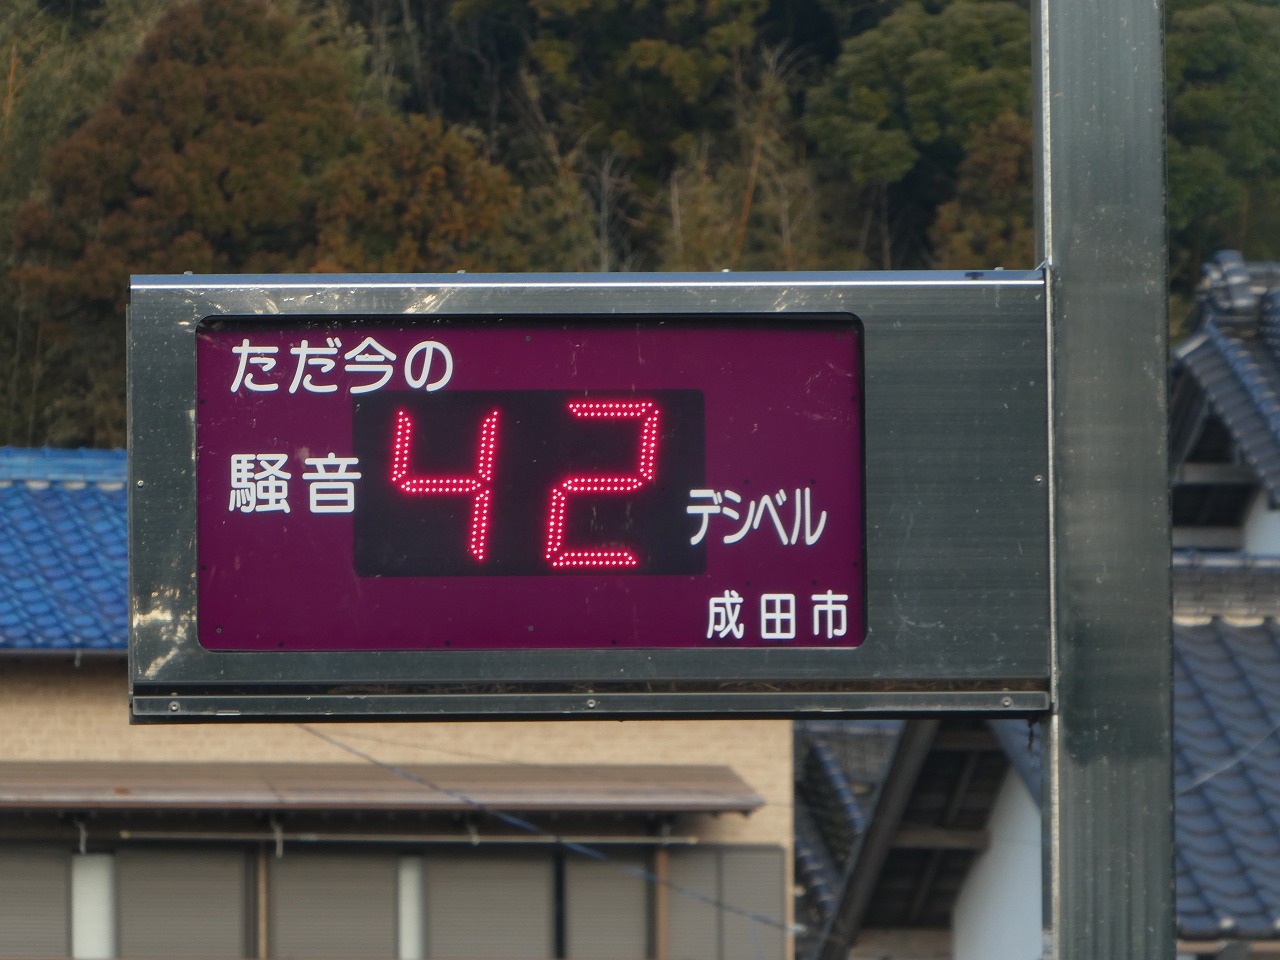 ただ今の
騒音 42 デシベル
成田市